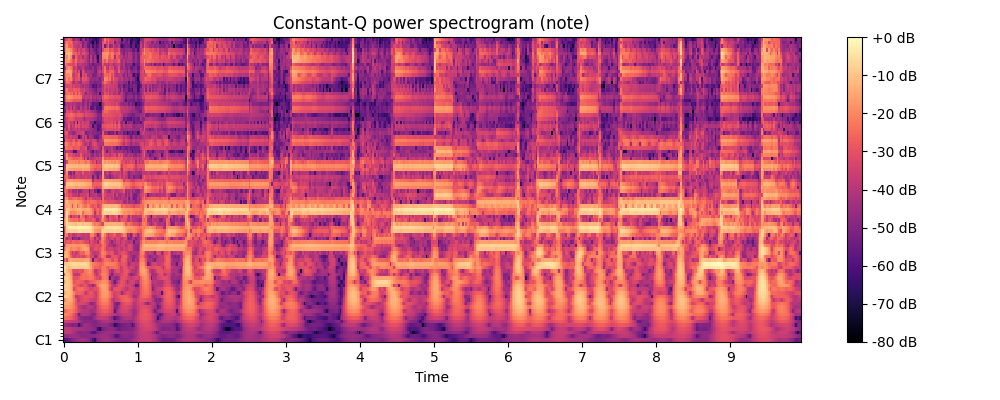 Constant-Q power spectrogram (note)
Note
C7
C6
C5
C4
C3
C2
C1
0 1 2 3 4 5 6 7 8 9
Time
+0 dB
-10 dB
-20 dB
-30 dB
-40 dB
-50 dB
-60 dB
-70 dB
-80 dB